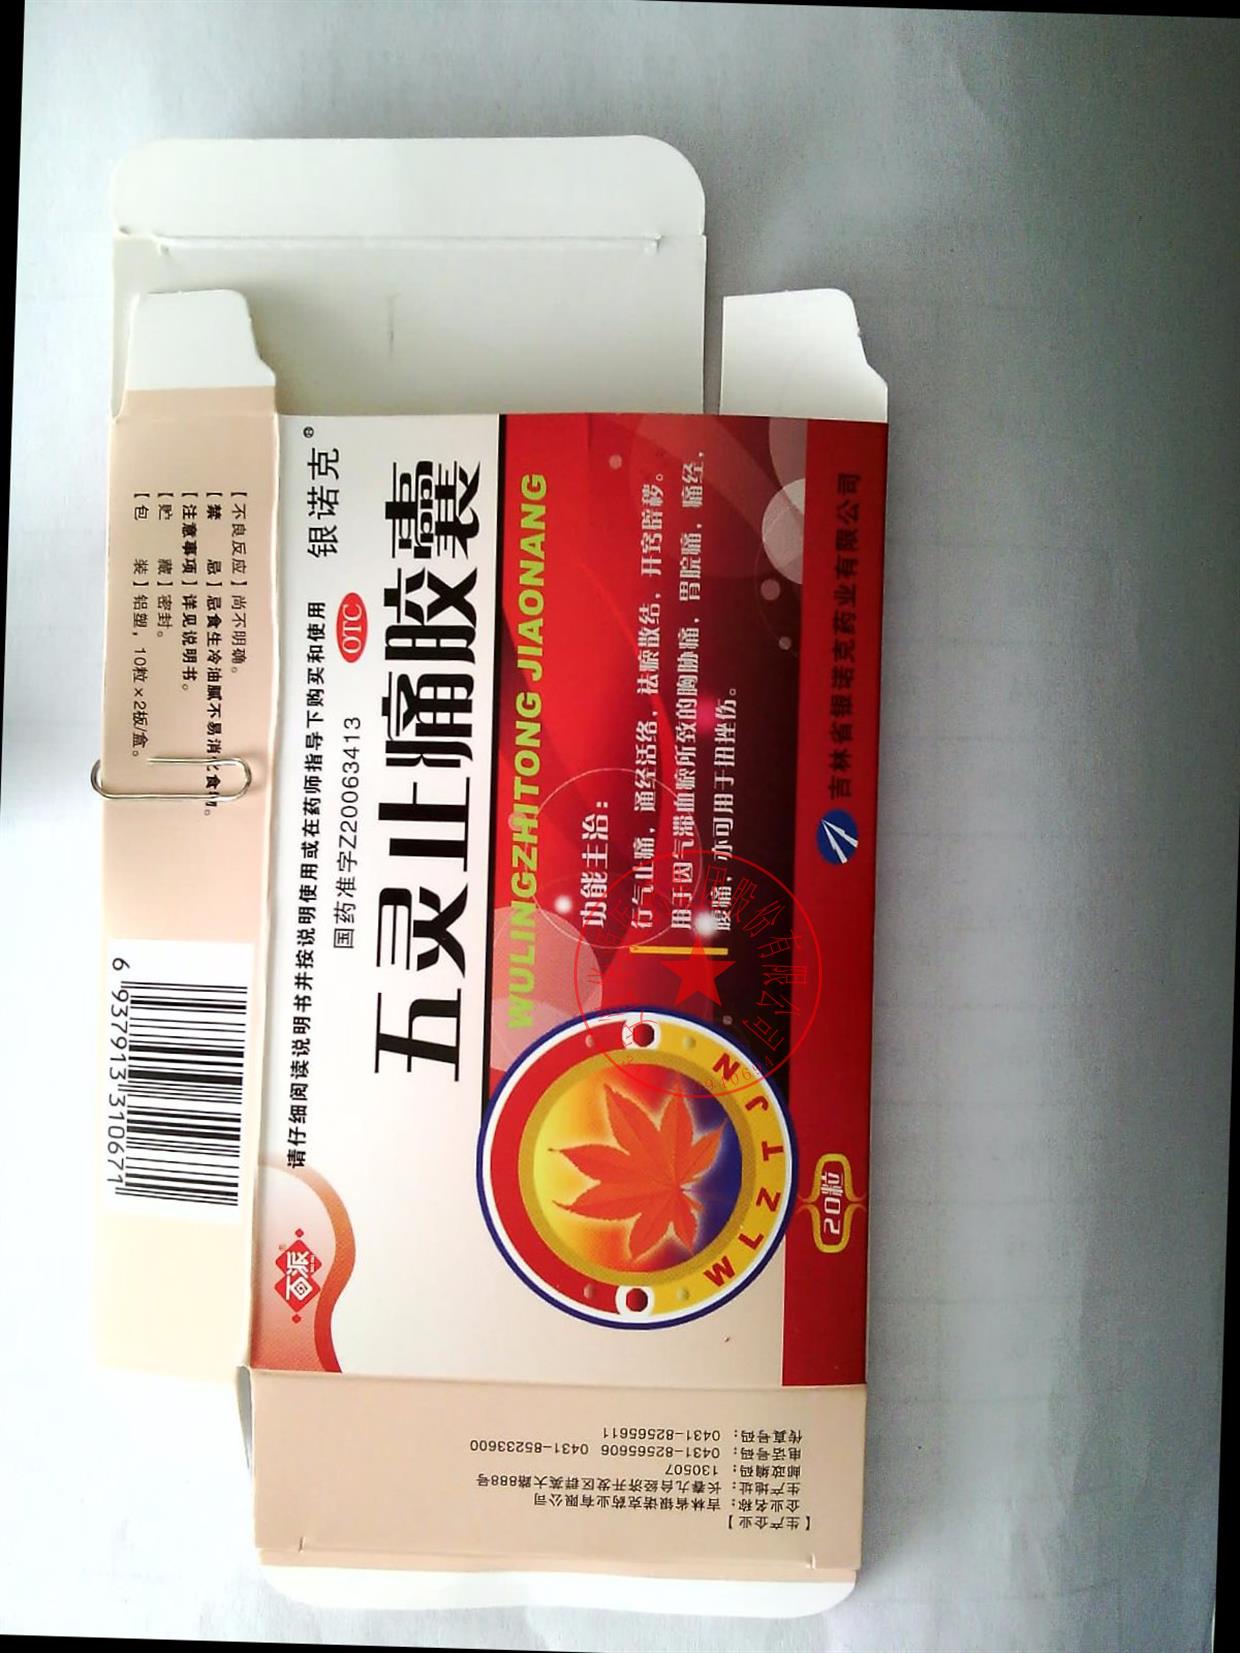 银诺克®
请仔细阅读说明书并按说明使用或在药师指导下购买和使用
国药准字Z20063413
OTC
五灵止痛胶囊
WULINGZHITONG JIAONANG
功能主治：
行气止痛，通经活络，祛瘀散结，开窍辟秽。
用于因气滞血瘀所致的胸胁痛，胃脘痛，痛经，
腹痛，亦可用于扭挫伤。
吉林省银诺克药业有限公司
20粒
WLZTJN
百派®
【不良反应】尚不明确。
【禁 忌】忌食生冷油腻不易消化食物。
【注意事项】详见说明书。
【贮 藏】密封。
【包 装】铝塑，10粒×2板/盒。
6 937913 310671
【生产企业】
企业名称：吉林省银诺克药业有限公司
生产地址：长春九台经济开发区群英大路888号
邮政编码：130507
电话号码：0431-82565606 0431-85233600
传真号码：0431-82565611
股份有限公司